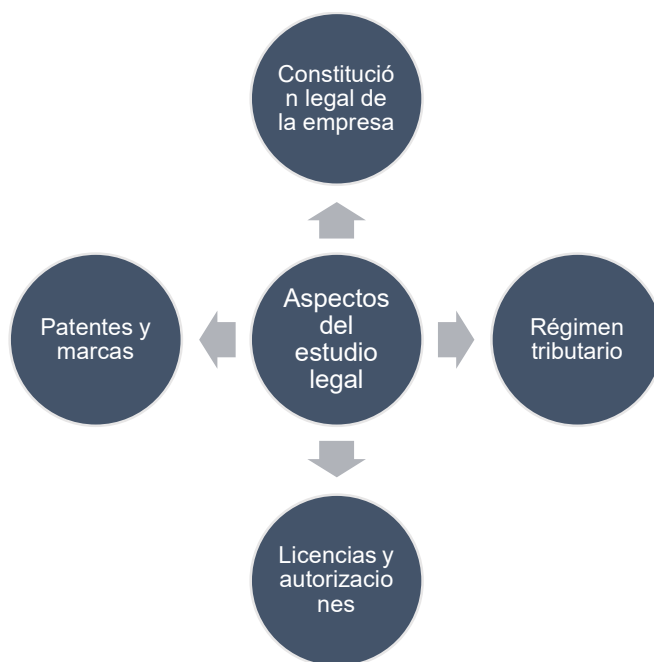 Constitució
n legal de
la empresa
Patentes y
marcas
Aspectos
del
estudio
legal
Régimen
tributario
Licencias y
autorizacio
nes